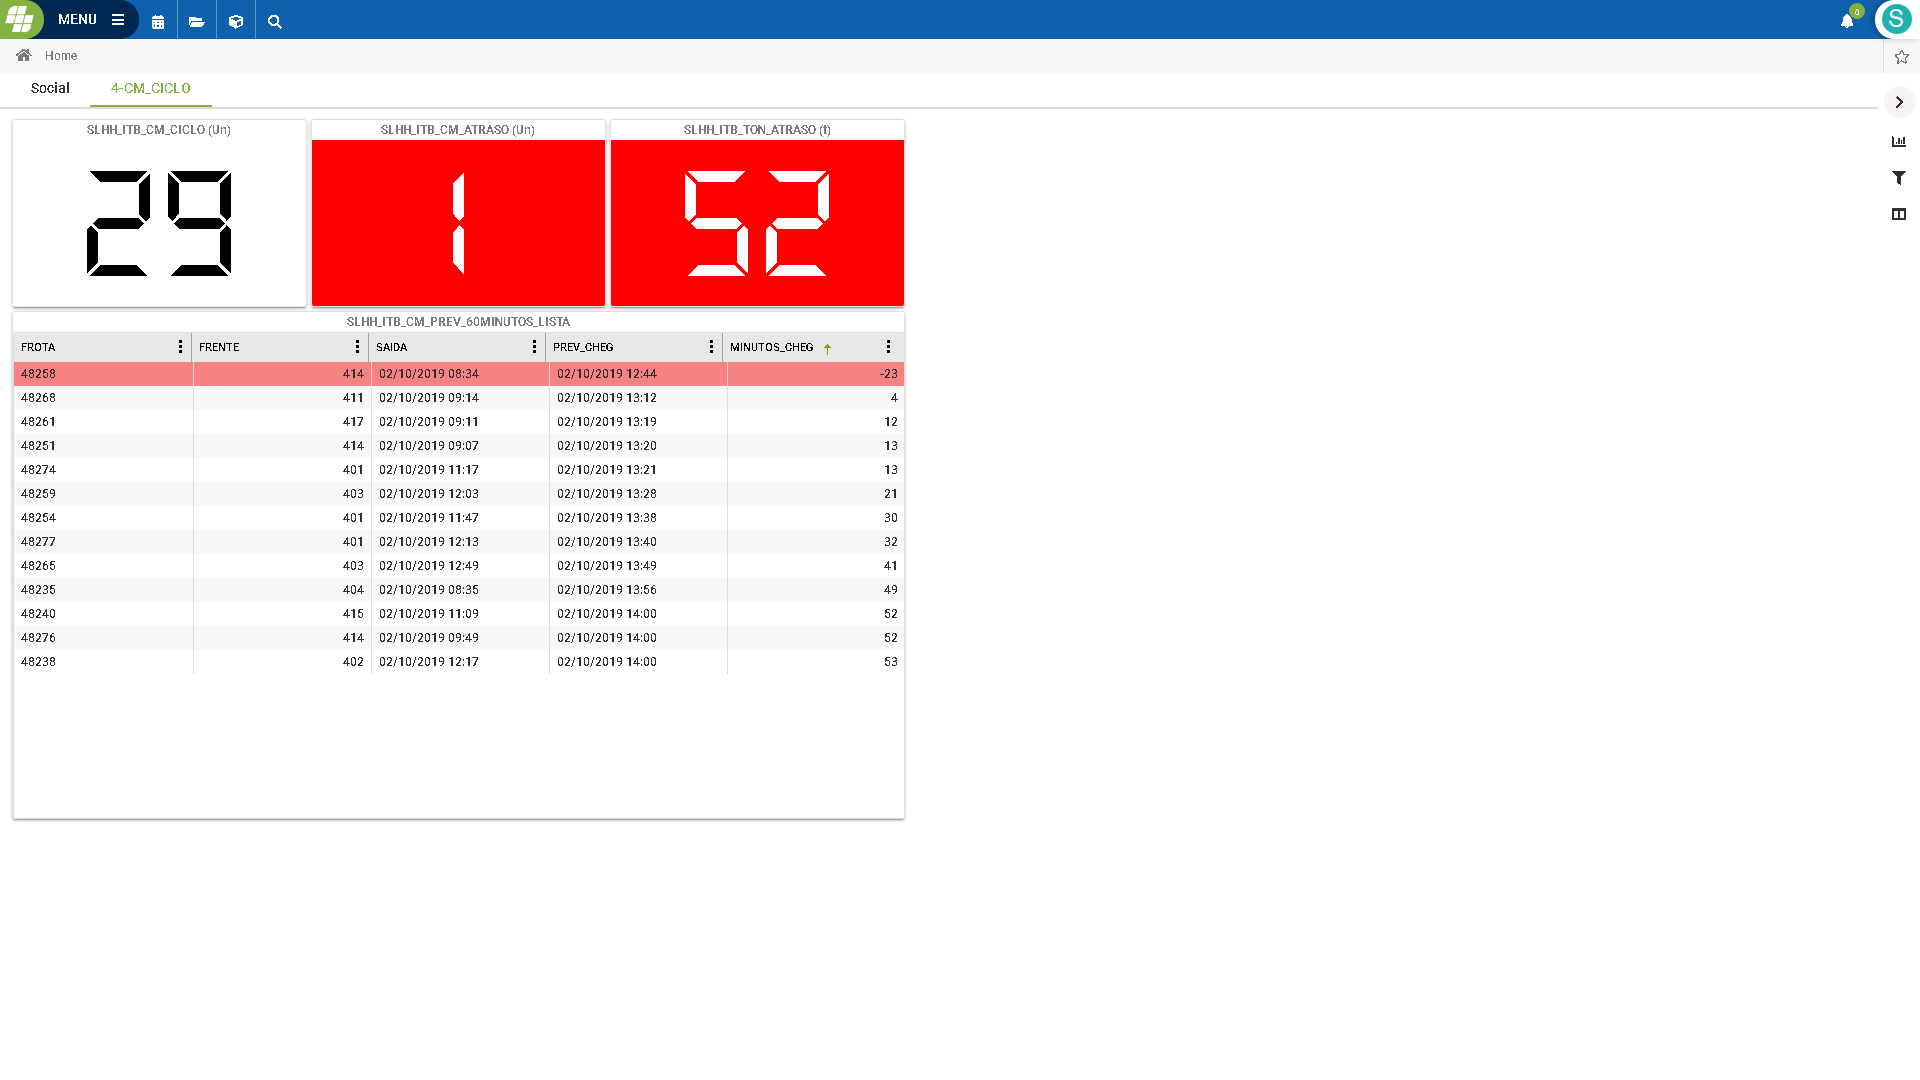 MENU
0
S
Home
Social 4-CM_CICLO
SLHH_ITB_CM_CICLO (Un) SLHH_ITB_CM_ATRASO (Un) SLHH_ITB_TON_ATRASO (t)
29 1 52
SLHH_ITB_CM_PREV_60MINUTOS_LISTA
FROTA FRENTE SAIDA PREV_CHEG MINUTOS_CHEG
48258 414 02/10/2019 08:34 02/10/2019 12:44 -23
48268 411 02/10/2019 09:14 02/10/2019 13:12 4
48261 417 02/10/2019 09:11 02/10/2019 13:19 12
48251 414 02/10/2019 09:07 02/10/2019 13:20 13
48274 401 02/10/2019 11:17 02/10/2019 13:21 13
48259 403 02/10/2019 12:03 02/10/2019 13:28 21
48254 401 02/10/2019 11:47 02/10/2019 13:38 30
48277 401 02/10/2019 12:13 02/10/2019 13:40 32
48265 403 02/10/2019 12:49 02/10/2019 13:49 41
48235 404 02/10/2019 08:35 02/10/2019 13:56 49
48240 415 02/10/2019 11:09 02/10/2019 14:00 52
48276 414 02/10/2019 09:49 02/10/2019 14:00 52
48238 402 02/10/2019 12:17 02/10/2019 14:00 53